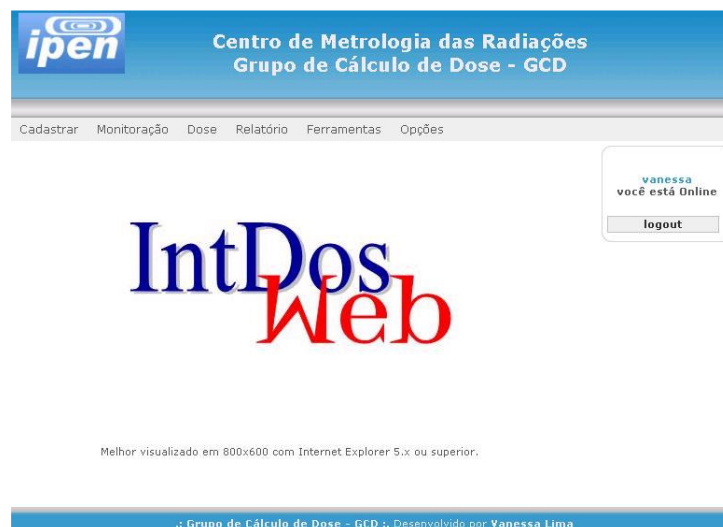 ipen
Centro de Metrologia das Radiações
Grupo de Cálculo de Dose - GCD
Cadastrar Monitoração Dose Relatório Ferramentas Opções
vanessa
você está Online
logout
IntDos
Web
Melhor visualizado em 800x600 com Internet Explorer 5.x ou superior.
.: Grupo de Cálculo de Dose - GCD :. Desenvolvido por Vanessa Lima